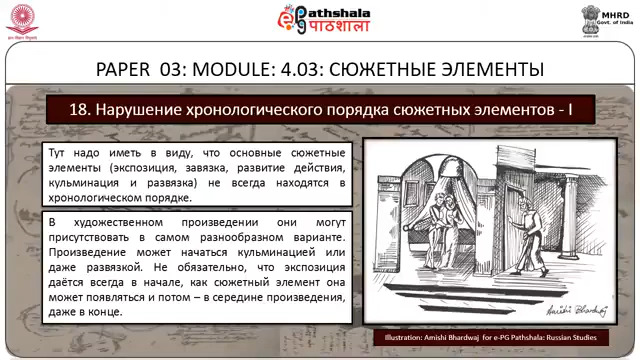 ePathshala
पाठशाला
MHRD
Govt. of India
PAPER 03: MODULE: 4.03: СЮЖЕТНЫЕ ЭЛЕМЕНТЫ
18. Нарушение хронологического порядка сюжетных элементов - I
Тут надо иметь в виду, что основные сюжетные
элементы (экспозиция, завязка, развитие действия,
кульминация и развязка) не всегда находятся в
хронологическом порядке.
В художественном произведении они могут
присутствовать в самом разнообразном варианте.
Произведение может начаться кульминацией или
даже развязкой. Не обязательно, что экспозиция
даётся всегда в начале, как сюжетный элемент она
может появляться и потом – в середине произведения,
даже в конце.
Amishi Bhardwaj
Illustration: Amishi Bhardwaj for e-PG Pathshala: Russian Studies